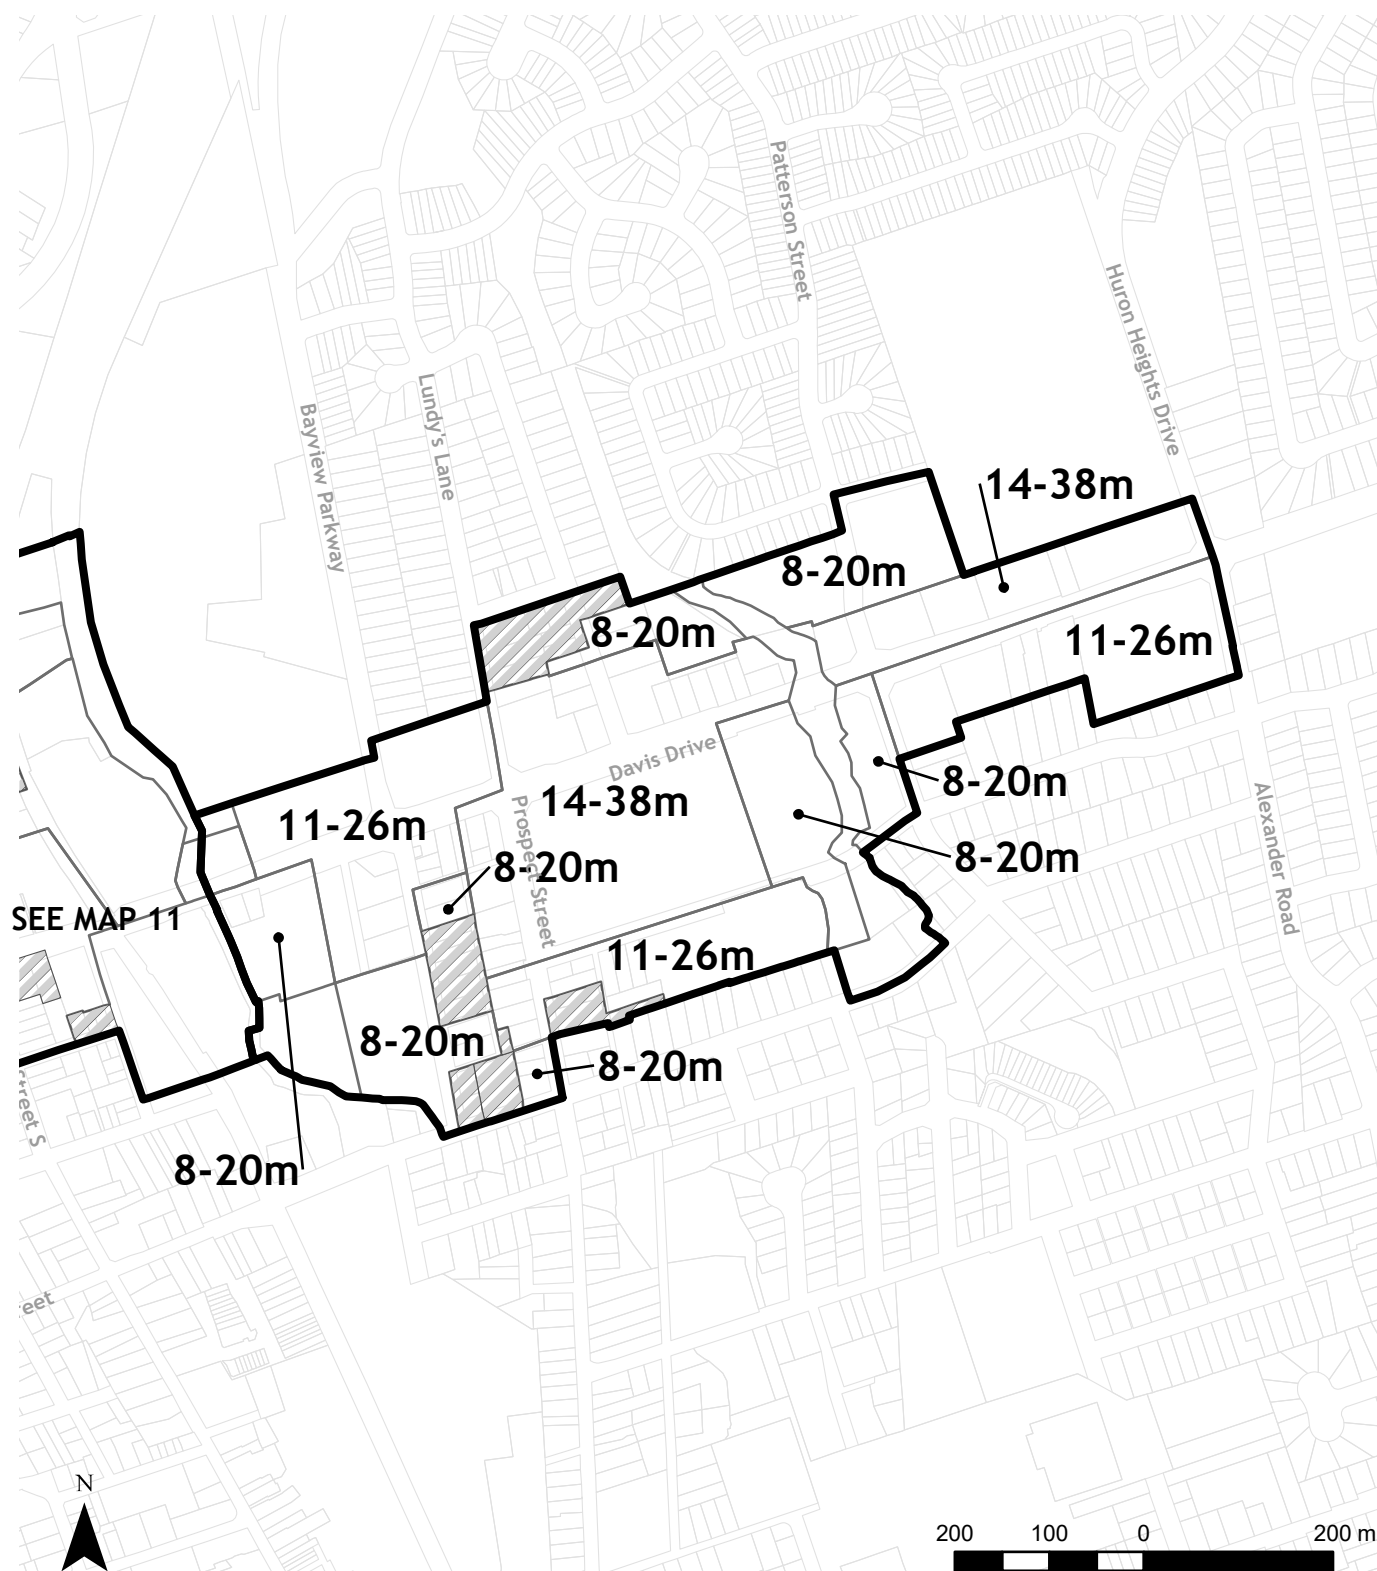 Patterson Street
Huron Heights Drive
Lundy's Lane
Bayview Parkway
14-38m
8-20m
8-20m
11-26m
Davis Drive
8-20m
14-38m
Prospect Street
11-26m
8-20m
8-20m
Alexander Road
SEE MAP 11
11-26m
8-20m
8-20m
8-20m
treet S
eet
N
200 100 0 200 m